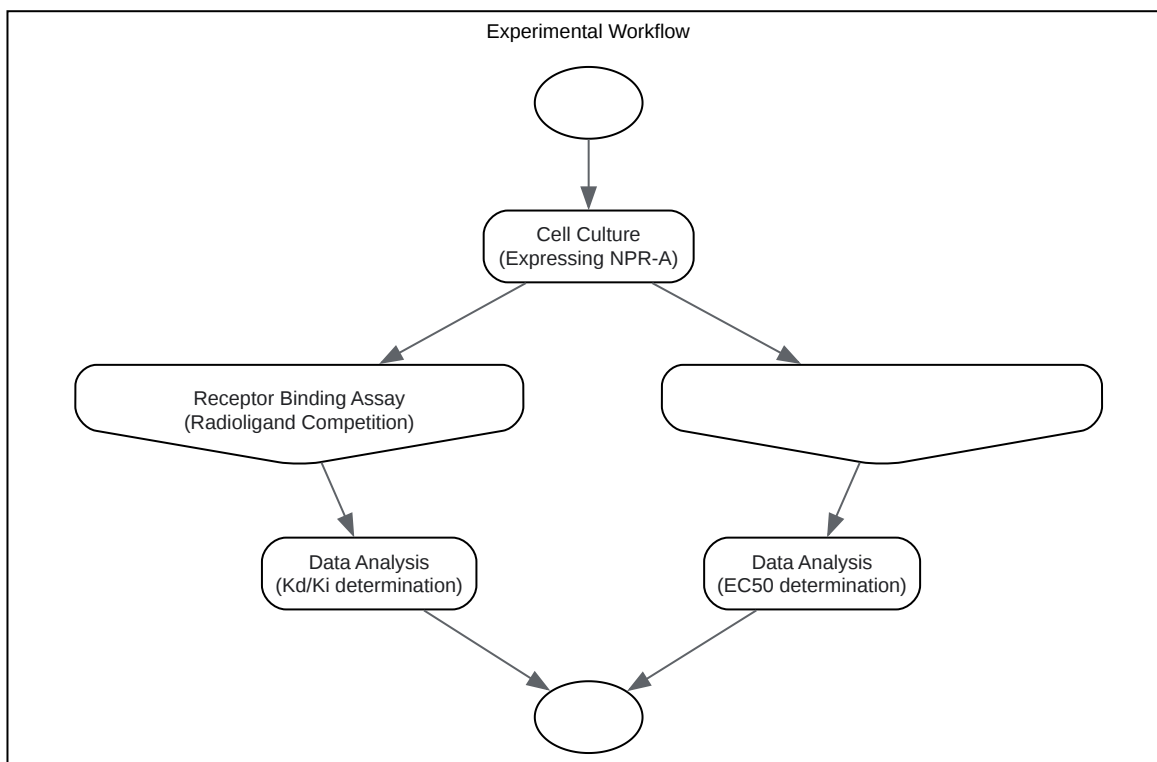 Experimental Workflow
Cell Culture
(Expressing NPR-A)
Receptor Binding Assay
(Radioligand Competition)
Data Analysis
(Kd/Ki determination)
Data Analysis
(EC50 determination)